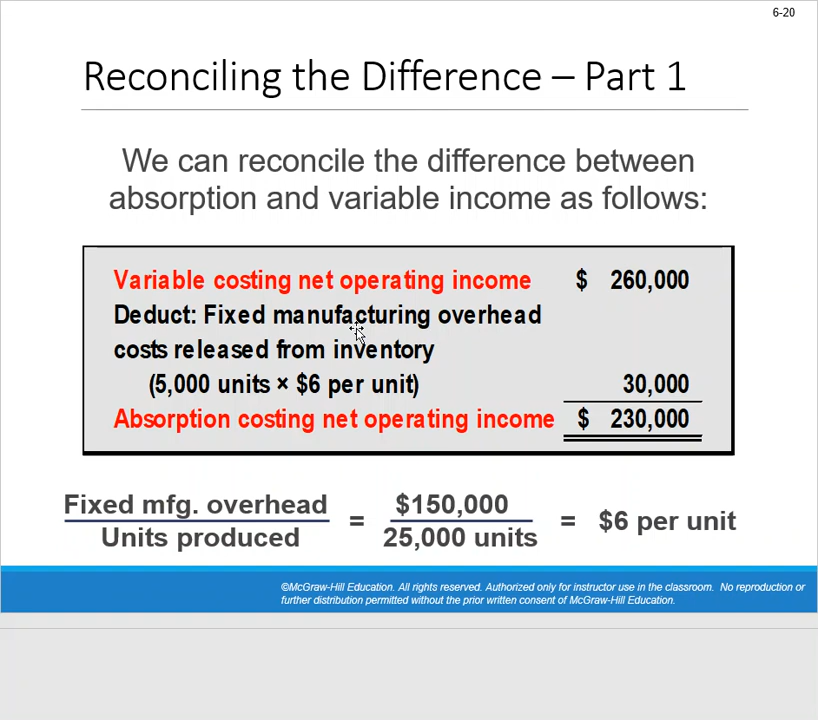 6-20
Reconciling the Difference – Part 1
We can reconcile the difference between
absorption and variable income as follows:
Variable costing net operating income $ 260,000
Deduct: Fixed manufacturing overhead
costs released from inventory
(5,000 units × $6 per unit) 30,000
Absorption costing net operating income $ 230,000
Fixed mfg. overhead
Units produced
=
$150,000
25,000 units
= $6 per unit
©McGraw-Hill Education. All rights reserved. Authorized only for instructor use in the classroom. No reproduction or
further distribution permitted without the prior written consent of McGraw-Hill Education.